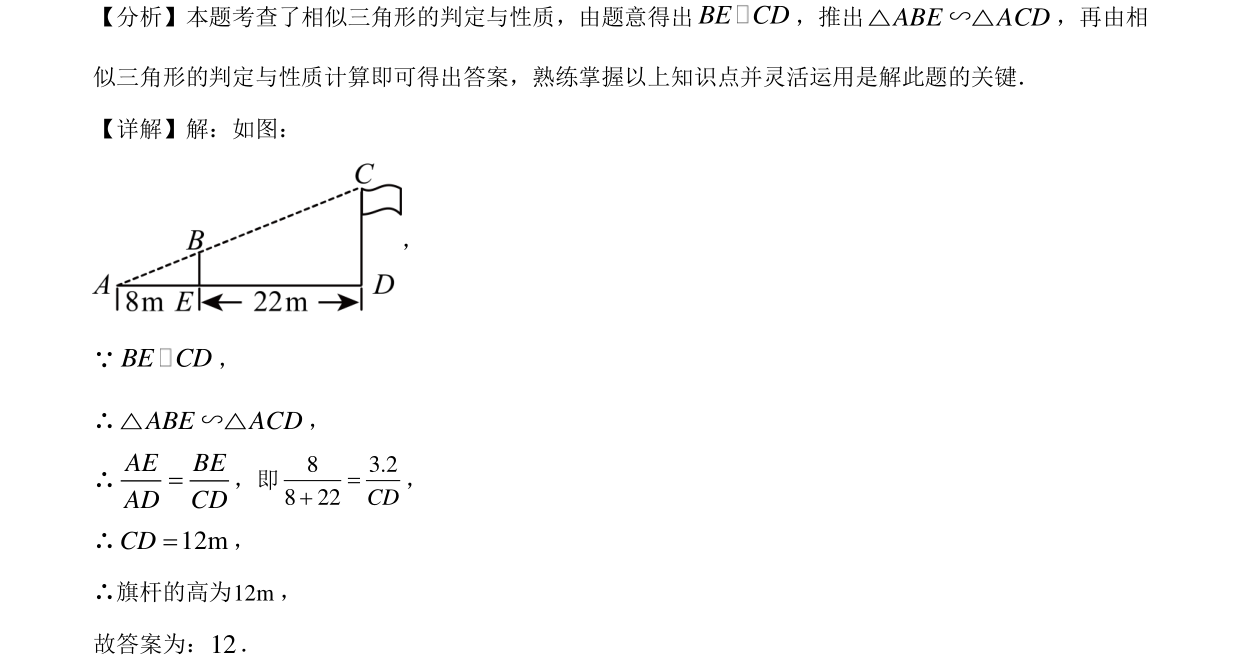 【分析】本题考查了相似三角形的判定与性质，由题意得出 BE□CD，推出 △ABE∽△ACD，再由相
似三角形的判定与性质计算即可得出答案，熟练掌握以上知识点并灵活运用是解此题的关键．
【详解】解：如图：
C
B
A
D
，
8m E 22m
∵ BE□CD，
∴ △ABE∽△ACD，
∴ AE/AD = BE/CD，即 8/(8+22) = 3.2/CD，
∴ CD=12m，
∴旗杆的高为12m，
故答案为：12．